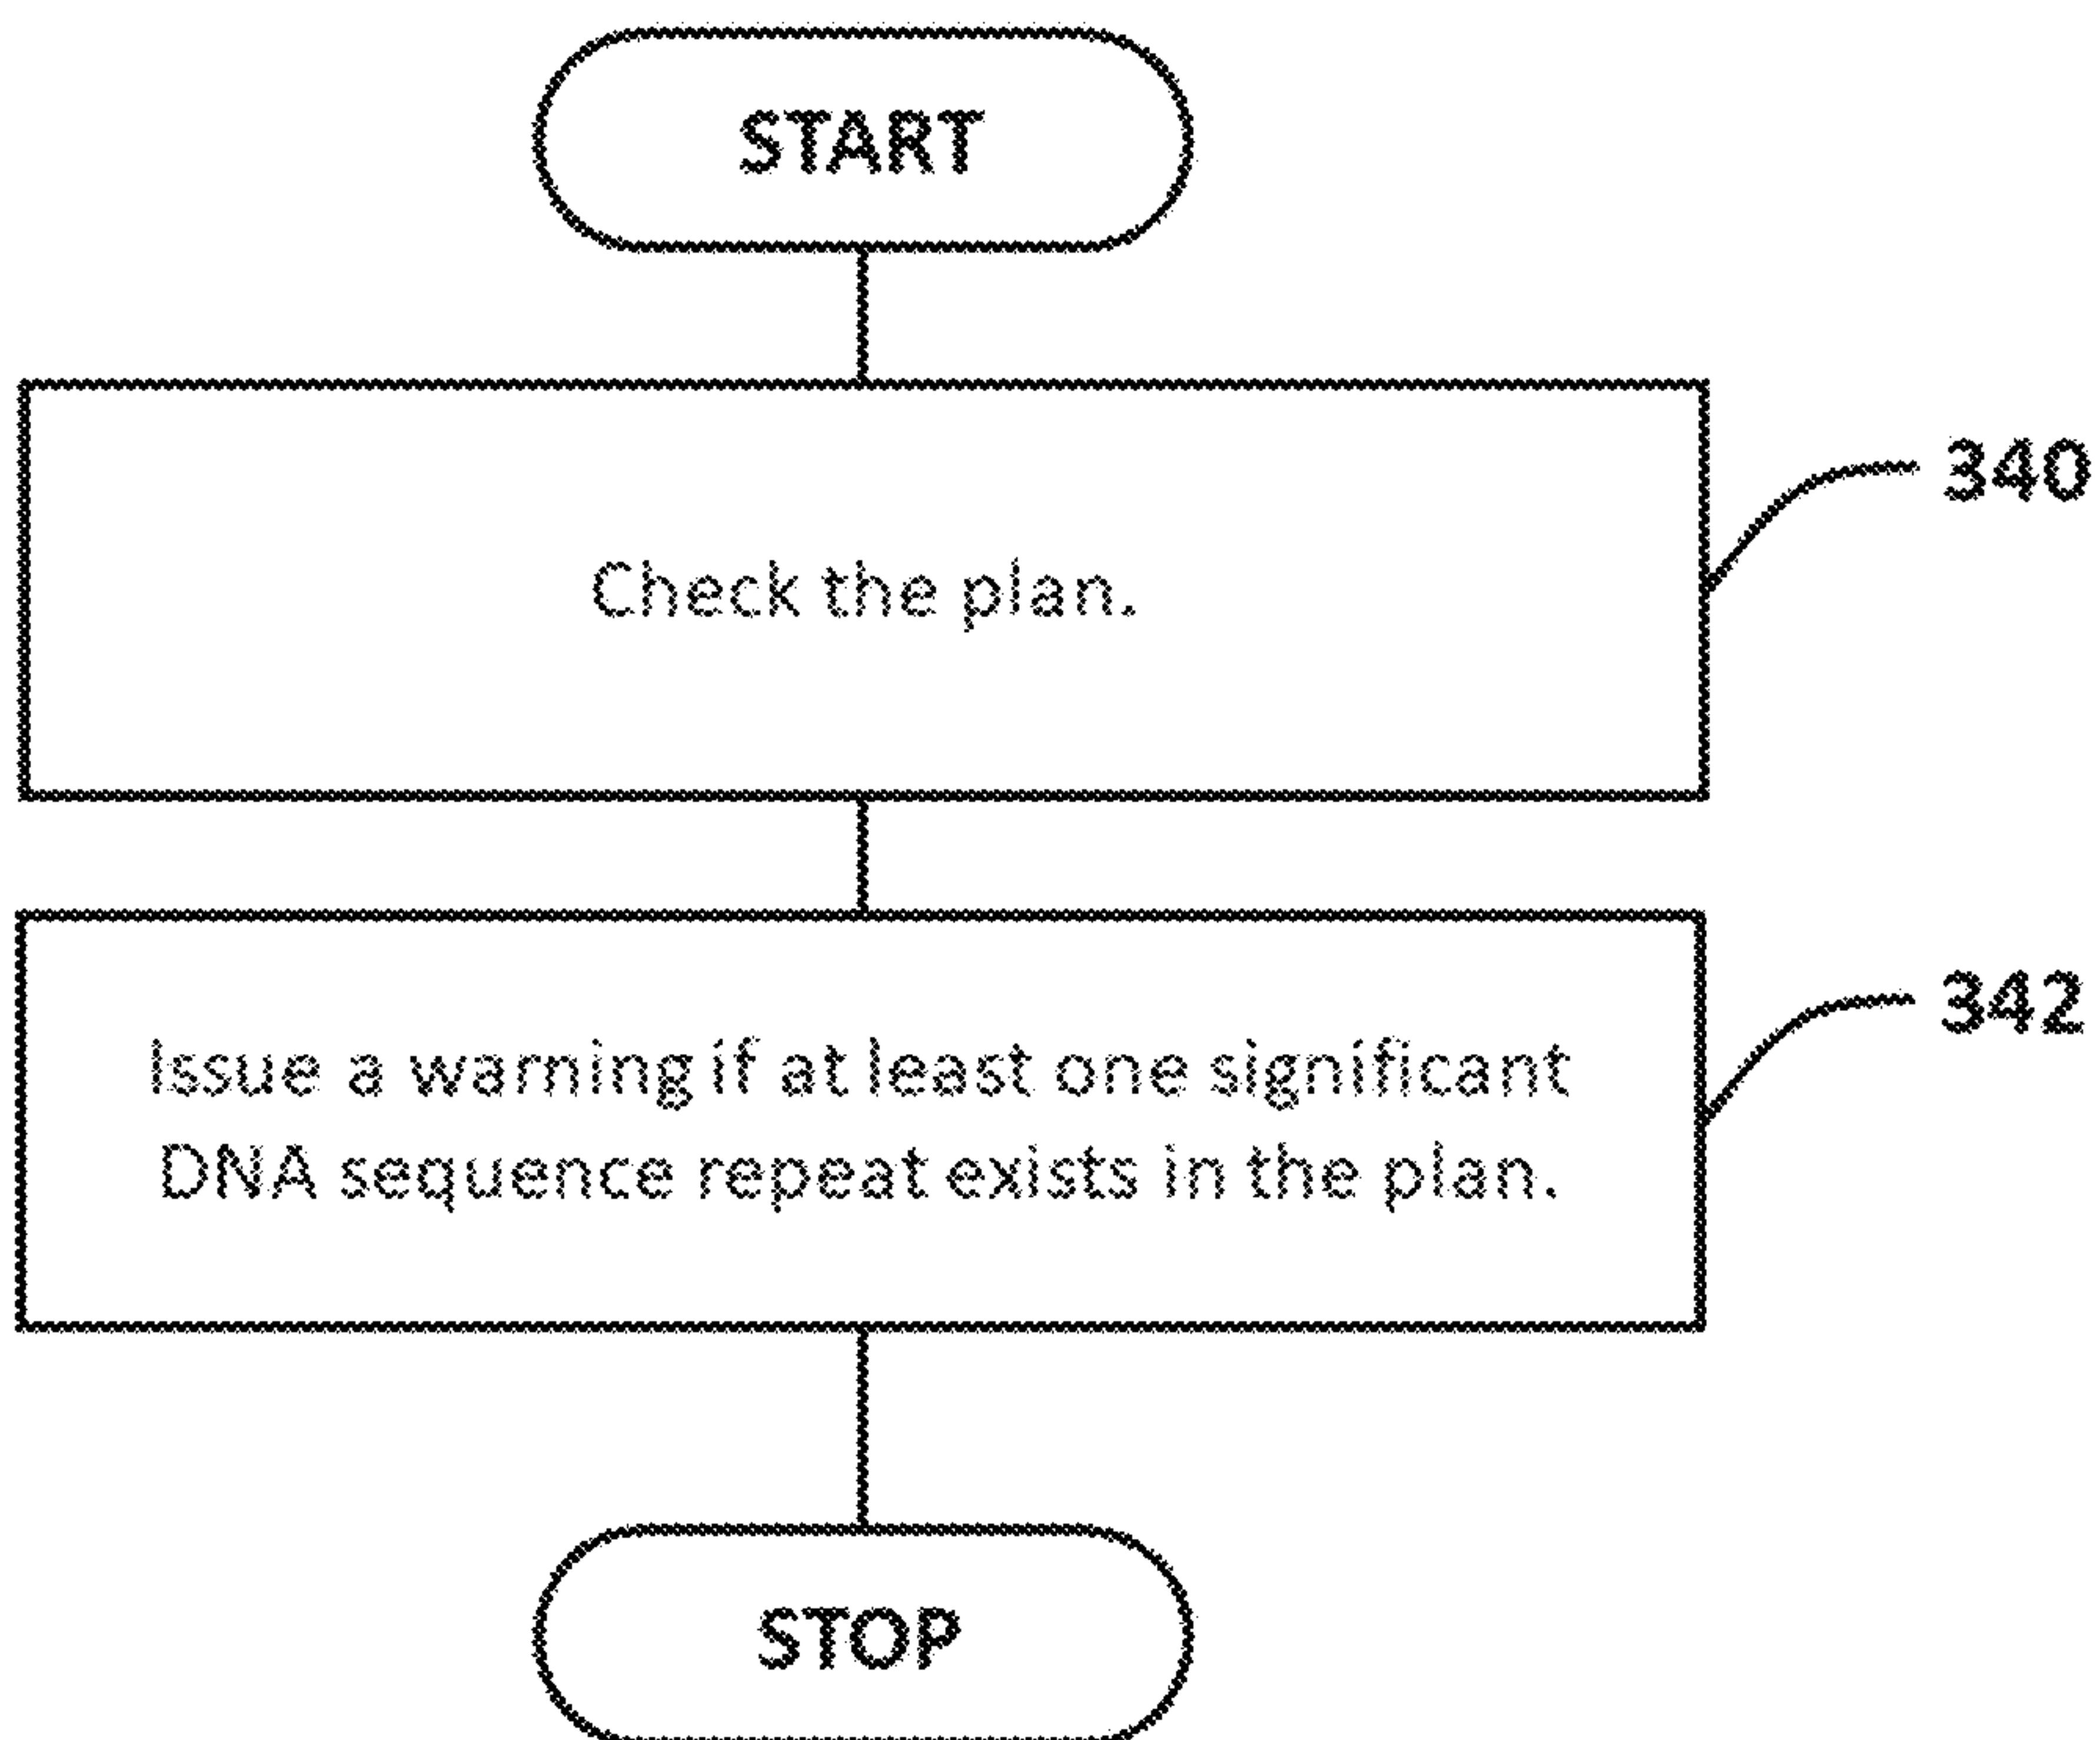 START
340
Check the plan.
342
Issue a warning if at least one significant
DNA sequence repeat exists in the plan.
STOP